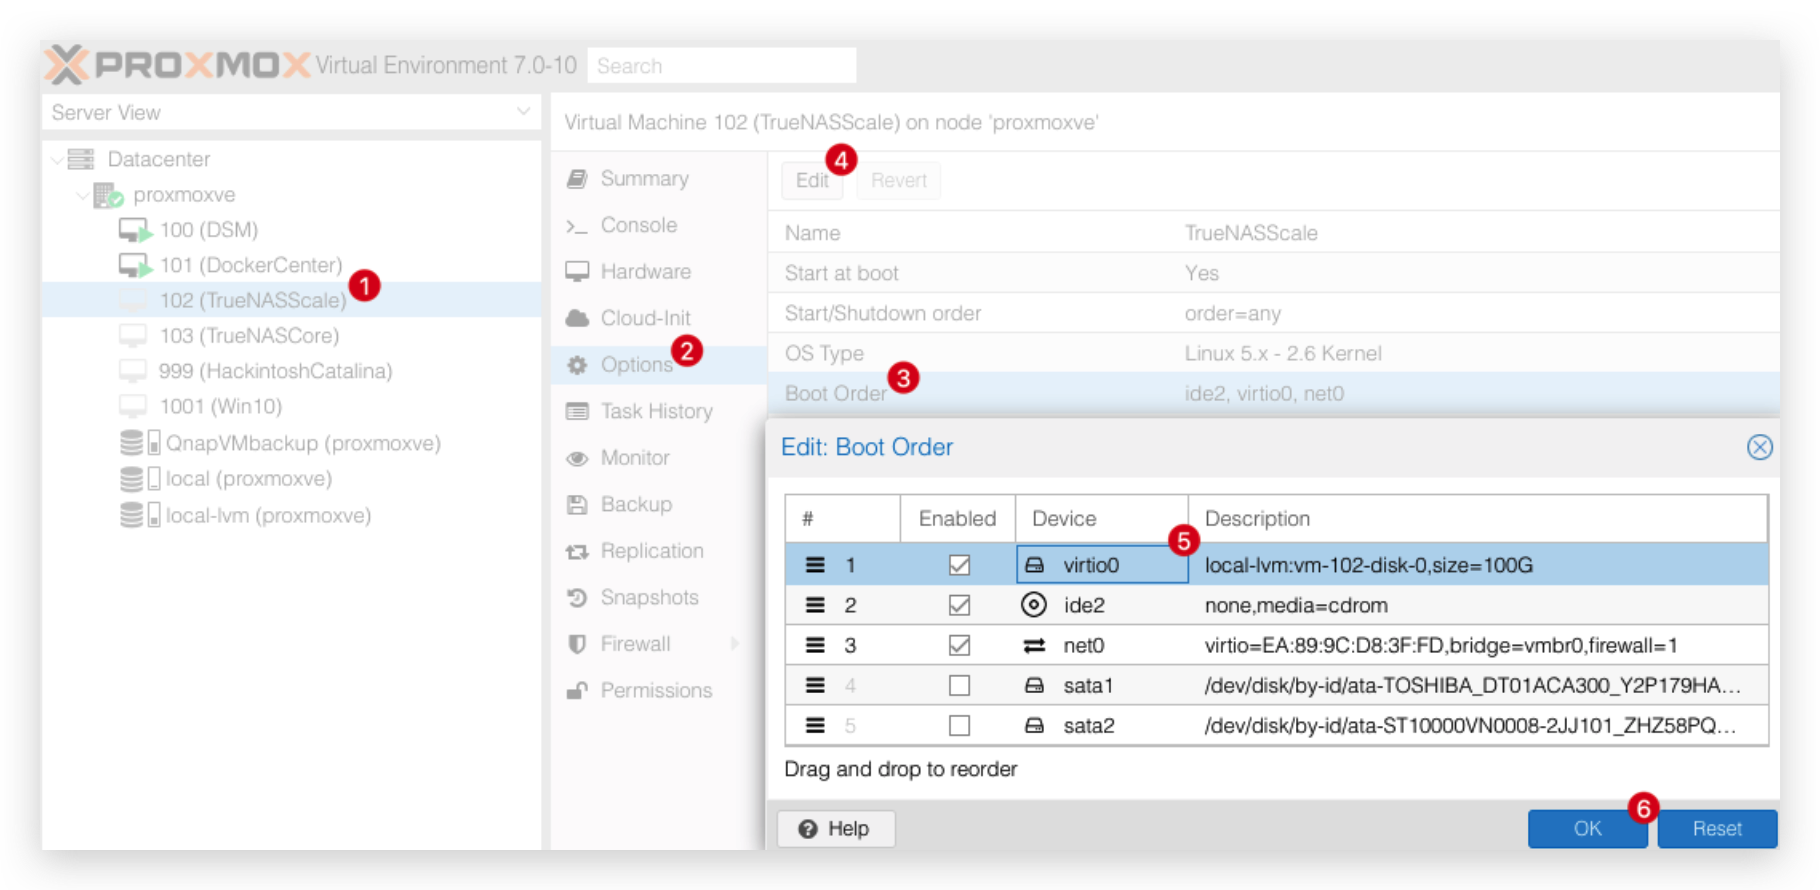 PROXMOX Virtual Environment 7.0-10 Search
Server View
Datacenter
proxmoxve
100 (DSM)
101 (DockerCenter)
102 (TrueNASScale) 1
103 (TrueNASCore)
999 (HackintoshCatalina)
1001 (Win10)
QnapVMbackup (proxmoxve)
local (proxmoxve)
local-lvm (proxmoxve)
Virtual Machine 102 (TrueNASScale) on node 'proxmoxve'
Summary
Console
Hardware
Cloud-Init
Options 2
Task History
Monitor
Backup
Replication
Snapshots
Firewall
Permissions
Edit 4 Revert
Name TrueNASScale
Start at boot Yes
Start/Shutdown order order=any
OS Type Linux 5.x - 2.6 Kernel
Boot Order 3 ide2, virtio0, net0
Edit: Boot Order
# Enabled Device Description
1 virtio0 5 local-lvm:vm-102-disk-0,size=100G
2 ide2 none,media=cdrom
3 net0 virtio=EA:89:9C:D8:3F:FD,bridge=vmbr0,firewall=1
4 sata1 /dev/disk/by-id/ata-TOSHIBA_DT01ACA300_Y2P179HA...
5 sata2 /dev/disk/by-id/ata-ST10000VN0008-2JJ101_ZHZ58PQ...
Drag and drop to reorder
Help OK 6 Reset